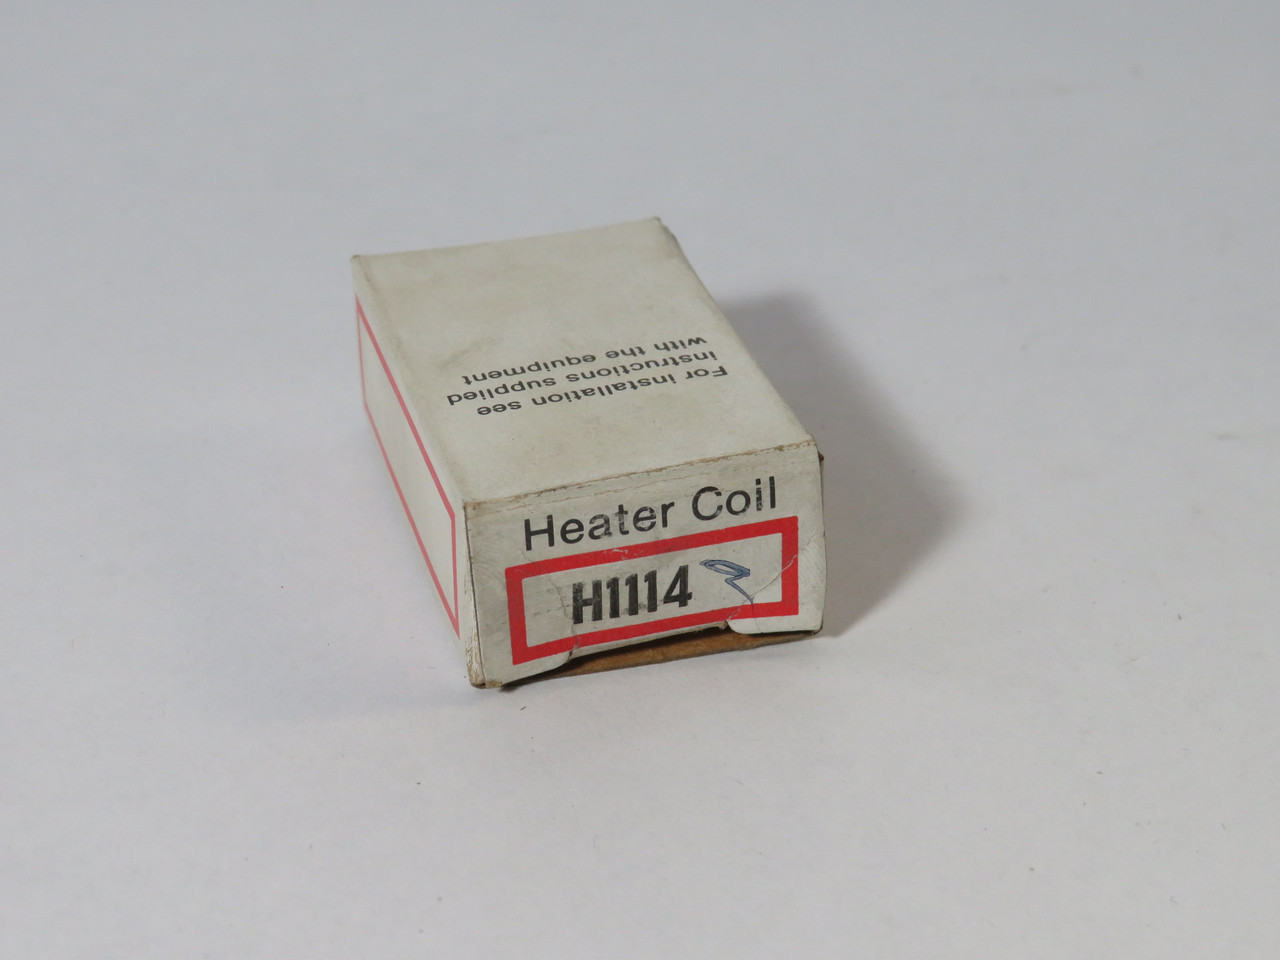 For installation see
instructions supplied
with the equipment
Heater Coil
H1114